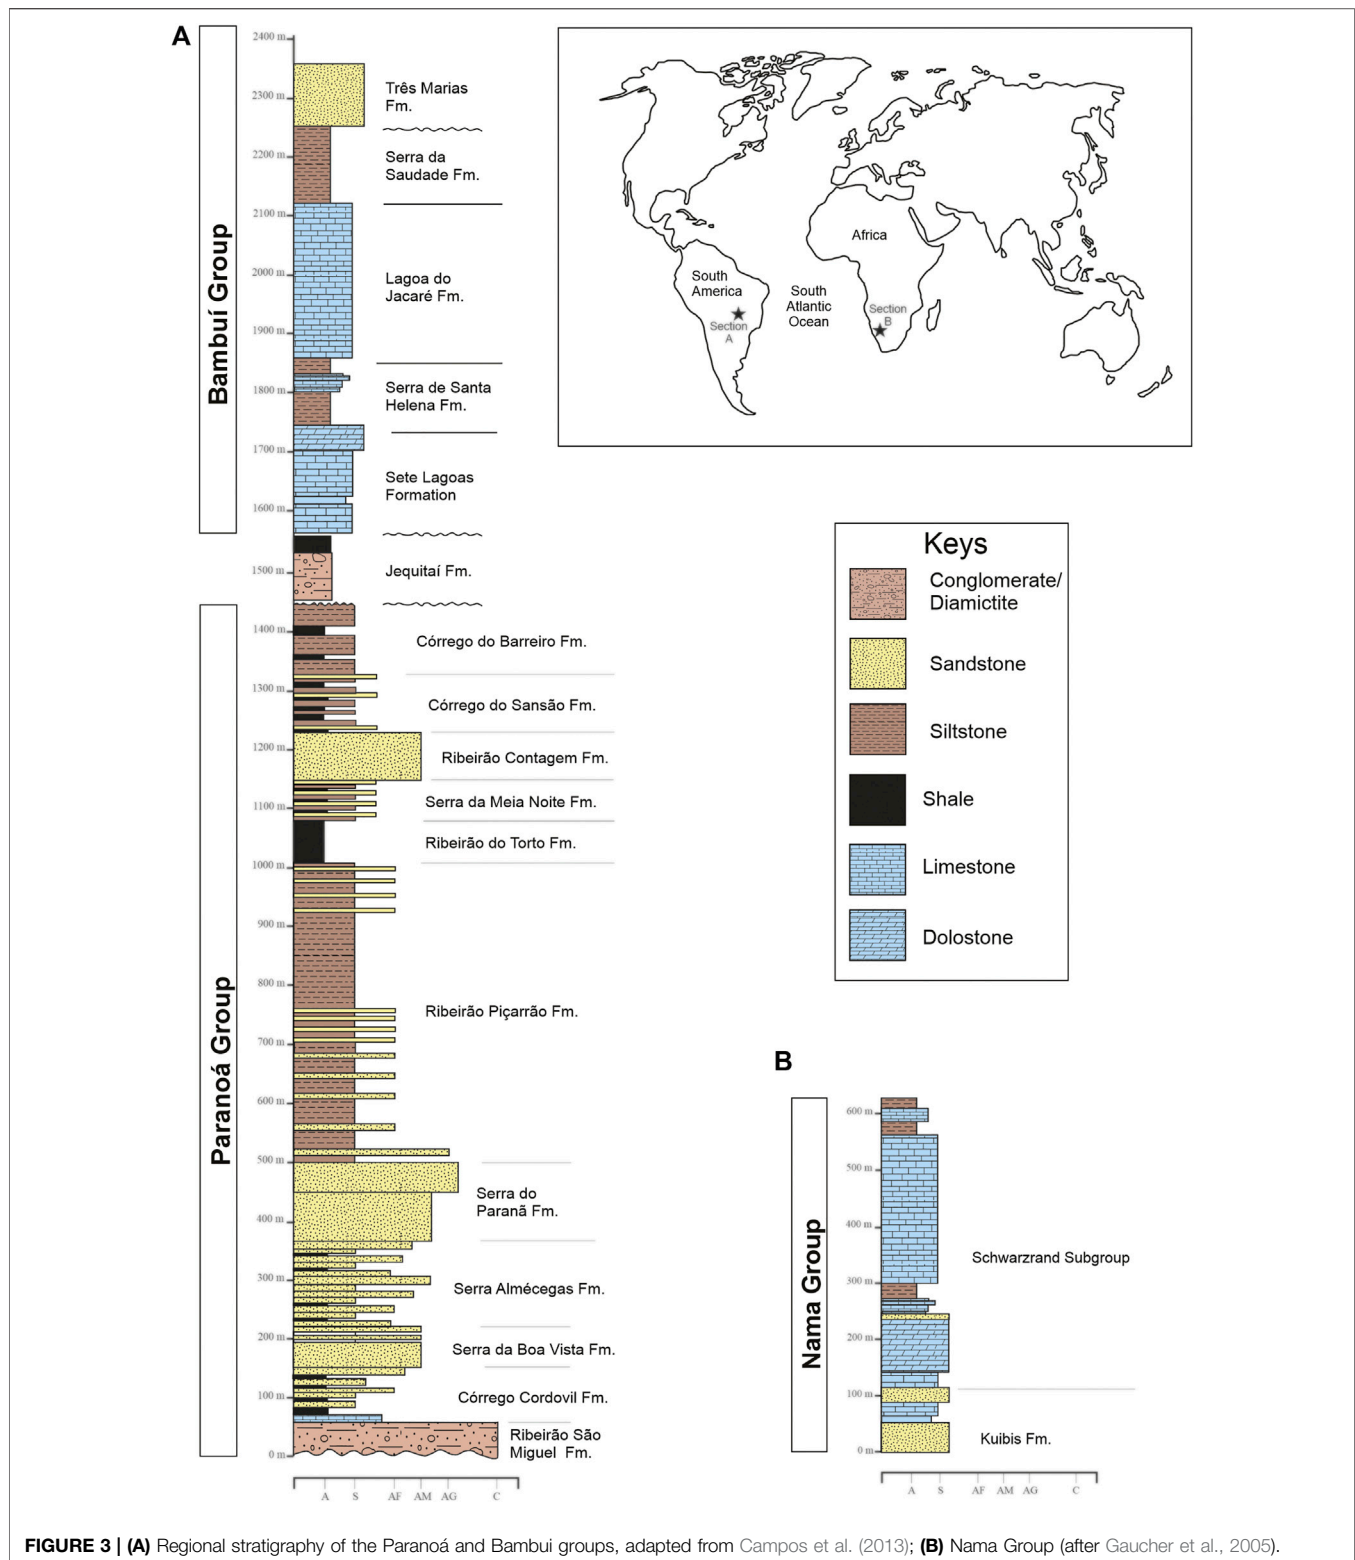 A
Bambuí Group
2400 m
2300 m
2200 m
2100 m
2000 m
1900 m
1800 m
1700 m
1600 m
1500 m
1400 m
1300 m
1200 m
1100 m
1000 m
900 m
800 m
700 m
600 m
500 m
400 m
300 m
200 m
100 m
0 m
Três Marias
Fm.
Serra da
Saudade Fm.
Lagoa do
Jacaré Fm.
Serra de Santa
Helena Fm.
Sete Lagoas
Formation
Jequitaí Fm.
Paranoá Group
Córrego do Barreiro Fm.
Córrego do Sansão Fm.
Ribeirão Contagem Fm.
Serra da Meia Noite Fm.
Ribeirão do Torto Fm.
Ribeirão Piçarrão Fm.
Serra do
Paranã Fm.
Serra Almécegas Fm.
Serra da Boa Vista Fm.
Córrego Cordovil Fm.
Ribeirão São
Miguel Fm.
A S AF AM AG C
Africa
South
America
South
Atlantic
Ocean
Section
A
Section
B
Keys
Conglomerate/
Diamictite
Sandstone
Siltstone
Shale
Limestone
Dolostone
B
Nama Group
600 m
500 m
400 m
300 m
200 m
100 m
0 m
Schwarzrand Subgroup
Kuibis Fm.
A S AF AM AG C
FIGURE 3 | (A) Regional stratigraphy of the Paranoá and Bambui groups, adapted from Campos et al. (2013); (B) Nama Group (after Gaucher et al., 2005).